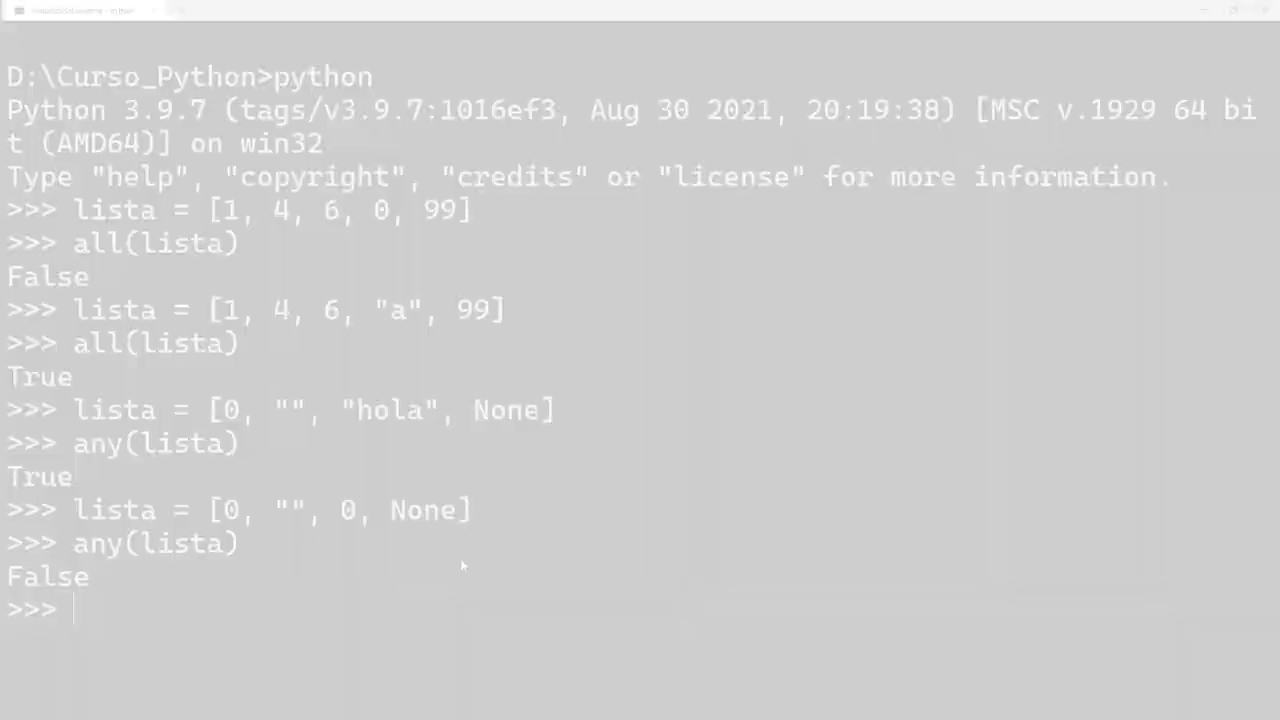 D:\Curso_Python>python
Python 3.9.7 (tags/v3.9.7:1016ef3, Aug 30 2021, 20:19:38) [MSC v.1929 64 bi
t (AMD64)] on win32
Type "help", "copyright", "credits" or "license" for more information.
>>> lista = [1, 4, 6, 0, 99]
>>> all(lista)
False
>>> lista = [1, 4, 6, "a", 99]
>>> all(lista)
True
>>> lista = [0, "", "hola", None]
>>> any(lista)
True
>>> lista = [0, "", 0, None]
>>> any(lista)
False
>>>